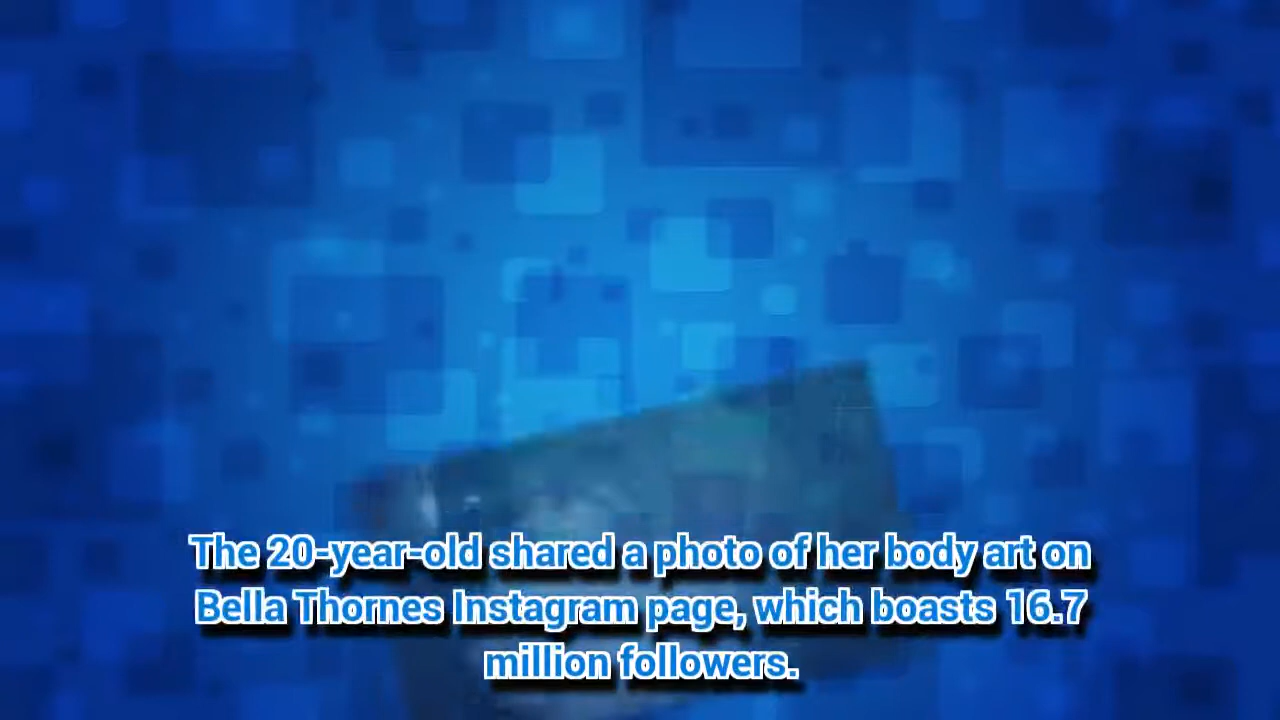 The 20-year-old shared a photo of her body art on
Bella Thornes Instagram page, which boasts 16.7
million followers.